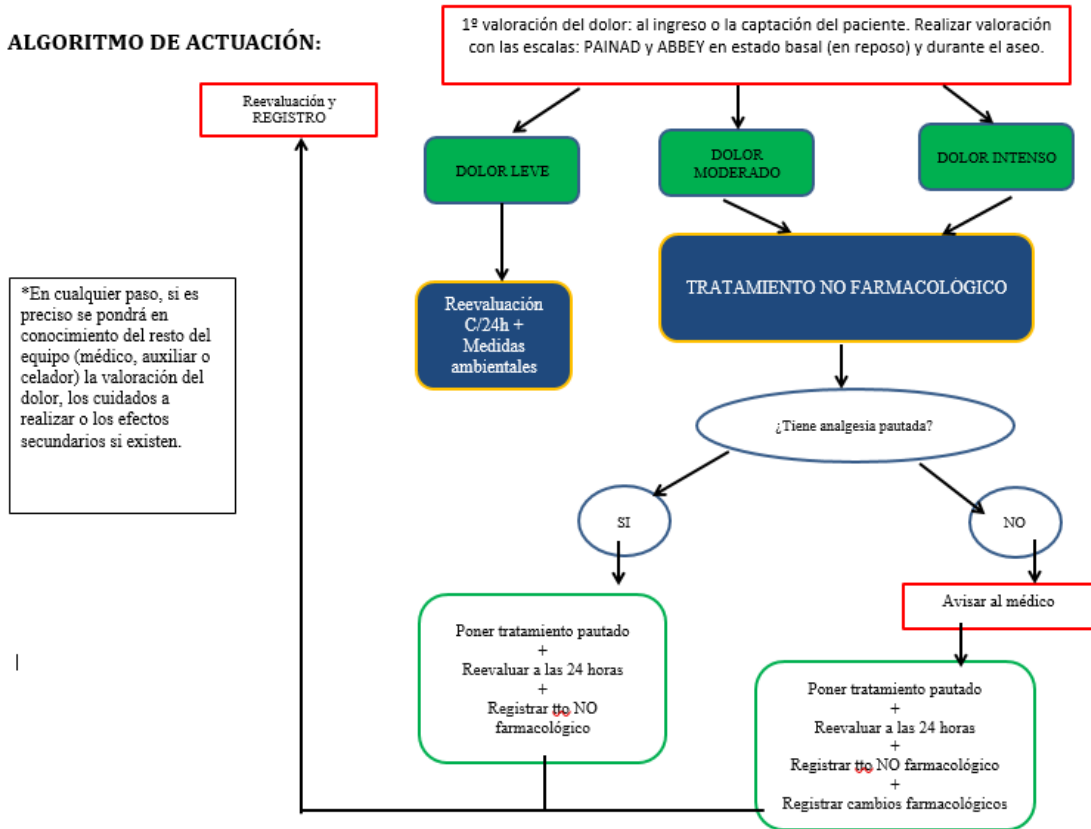 ALGORITMO DE ACTUACIÓN:
1º valoración del dolor: al ingreso o la captación del paciente. Realizar valoración
con las escalas: PAINAD y ABBEY en estado basal (en reposo) y durante el aseo.
Reevaluación y
REGISTRO
DOLOR LEVE
DOLOR
MODERADO
DOLOR INTENSO
*En cualquier paso, si es
preciso se pondrá en
conocimiento del resto del
equipo (médico, auxiliar o
celador) la valoración del
dolor, los cuidados a
realizar o los efectos
secundarios si existen.
Reevaluación
C/24h +
Medidas
ambientales
TRATAMIENTO NO FARMACOLÓGICO
¿Tiene analgesia pautada?
SI
NO
Avisar al médico
Poner tratamiento pautado
+
Reevaluar a las 24 horas
+
Registrar tto NO
farmacológico
Poner tratamiento pautado
+
Reevaluar a las 24 horas
+
Registrar tto NO farmacológico
+
Registrar cambios farmacológicos